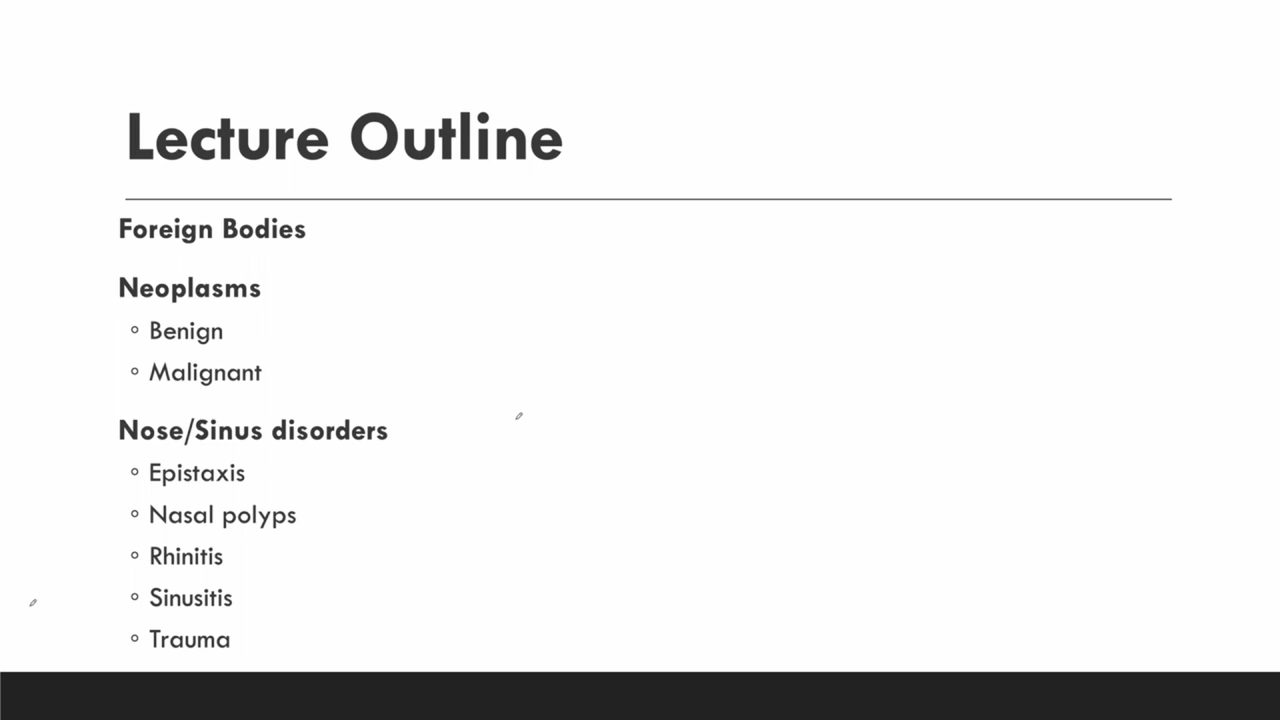 Lecture Outline
Foreign Bodies
Neoplasms
◦ Benign
◦ Malignant
Nose/Sinus disorders
◦ Epistaxis
◦ Nasal polyps
◦ Rhinitis
◦ Sinusitis
◦ Trauma